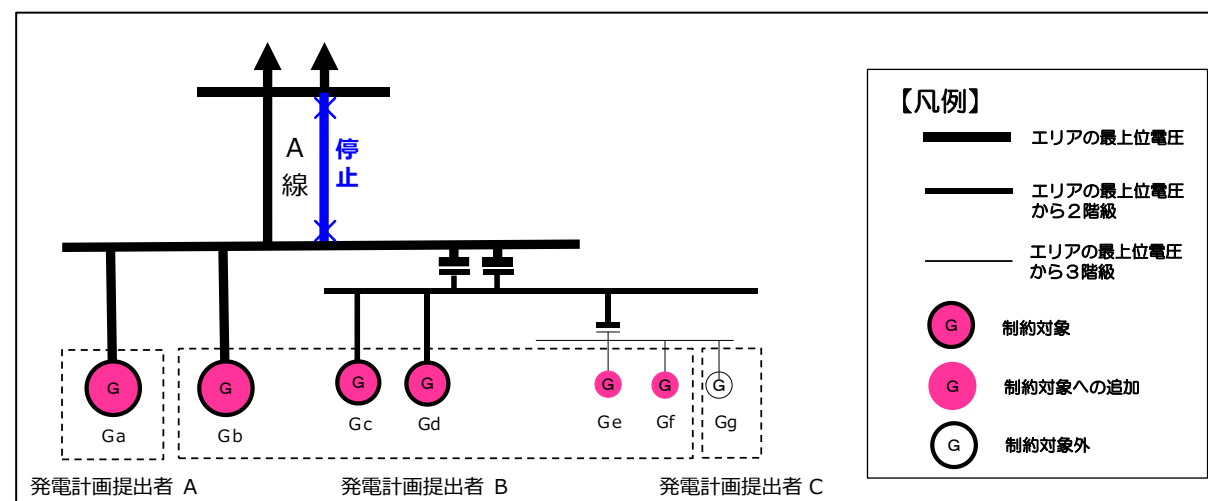 A
線
停
止
G
G
G
G
G
G
G
Ga
Gb
Gc
Gd
Ge
Gf
Gg
発電計画提出者 A
発電計画提出者 B
発電計画提出者 C
【凡例】
エリアの最上位電圧
エリアの最上位電圧
から2階級
エリアの最上位電圧
から3階級
G 制約対象
G 制約対象への追加
G 制約対象外